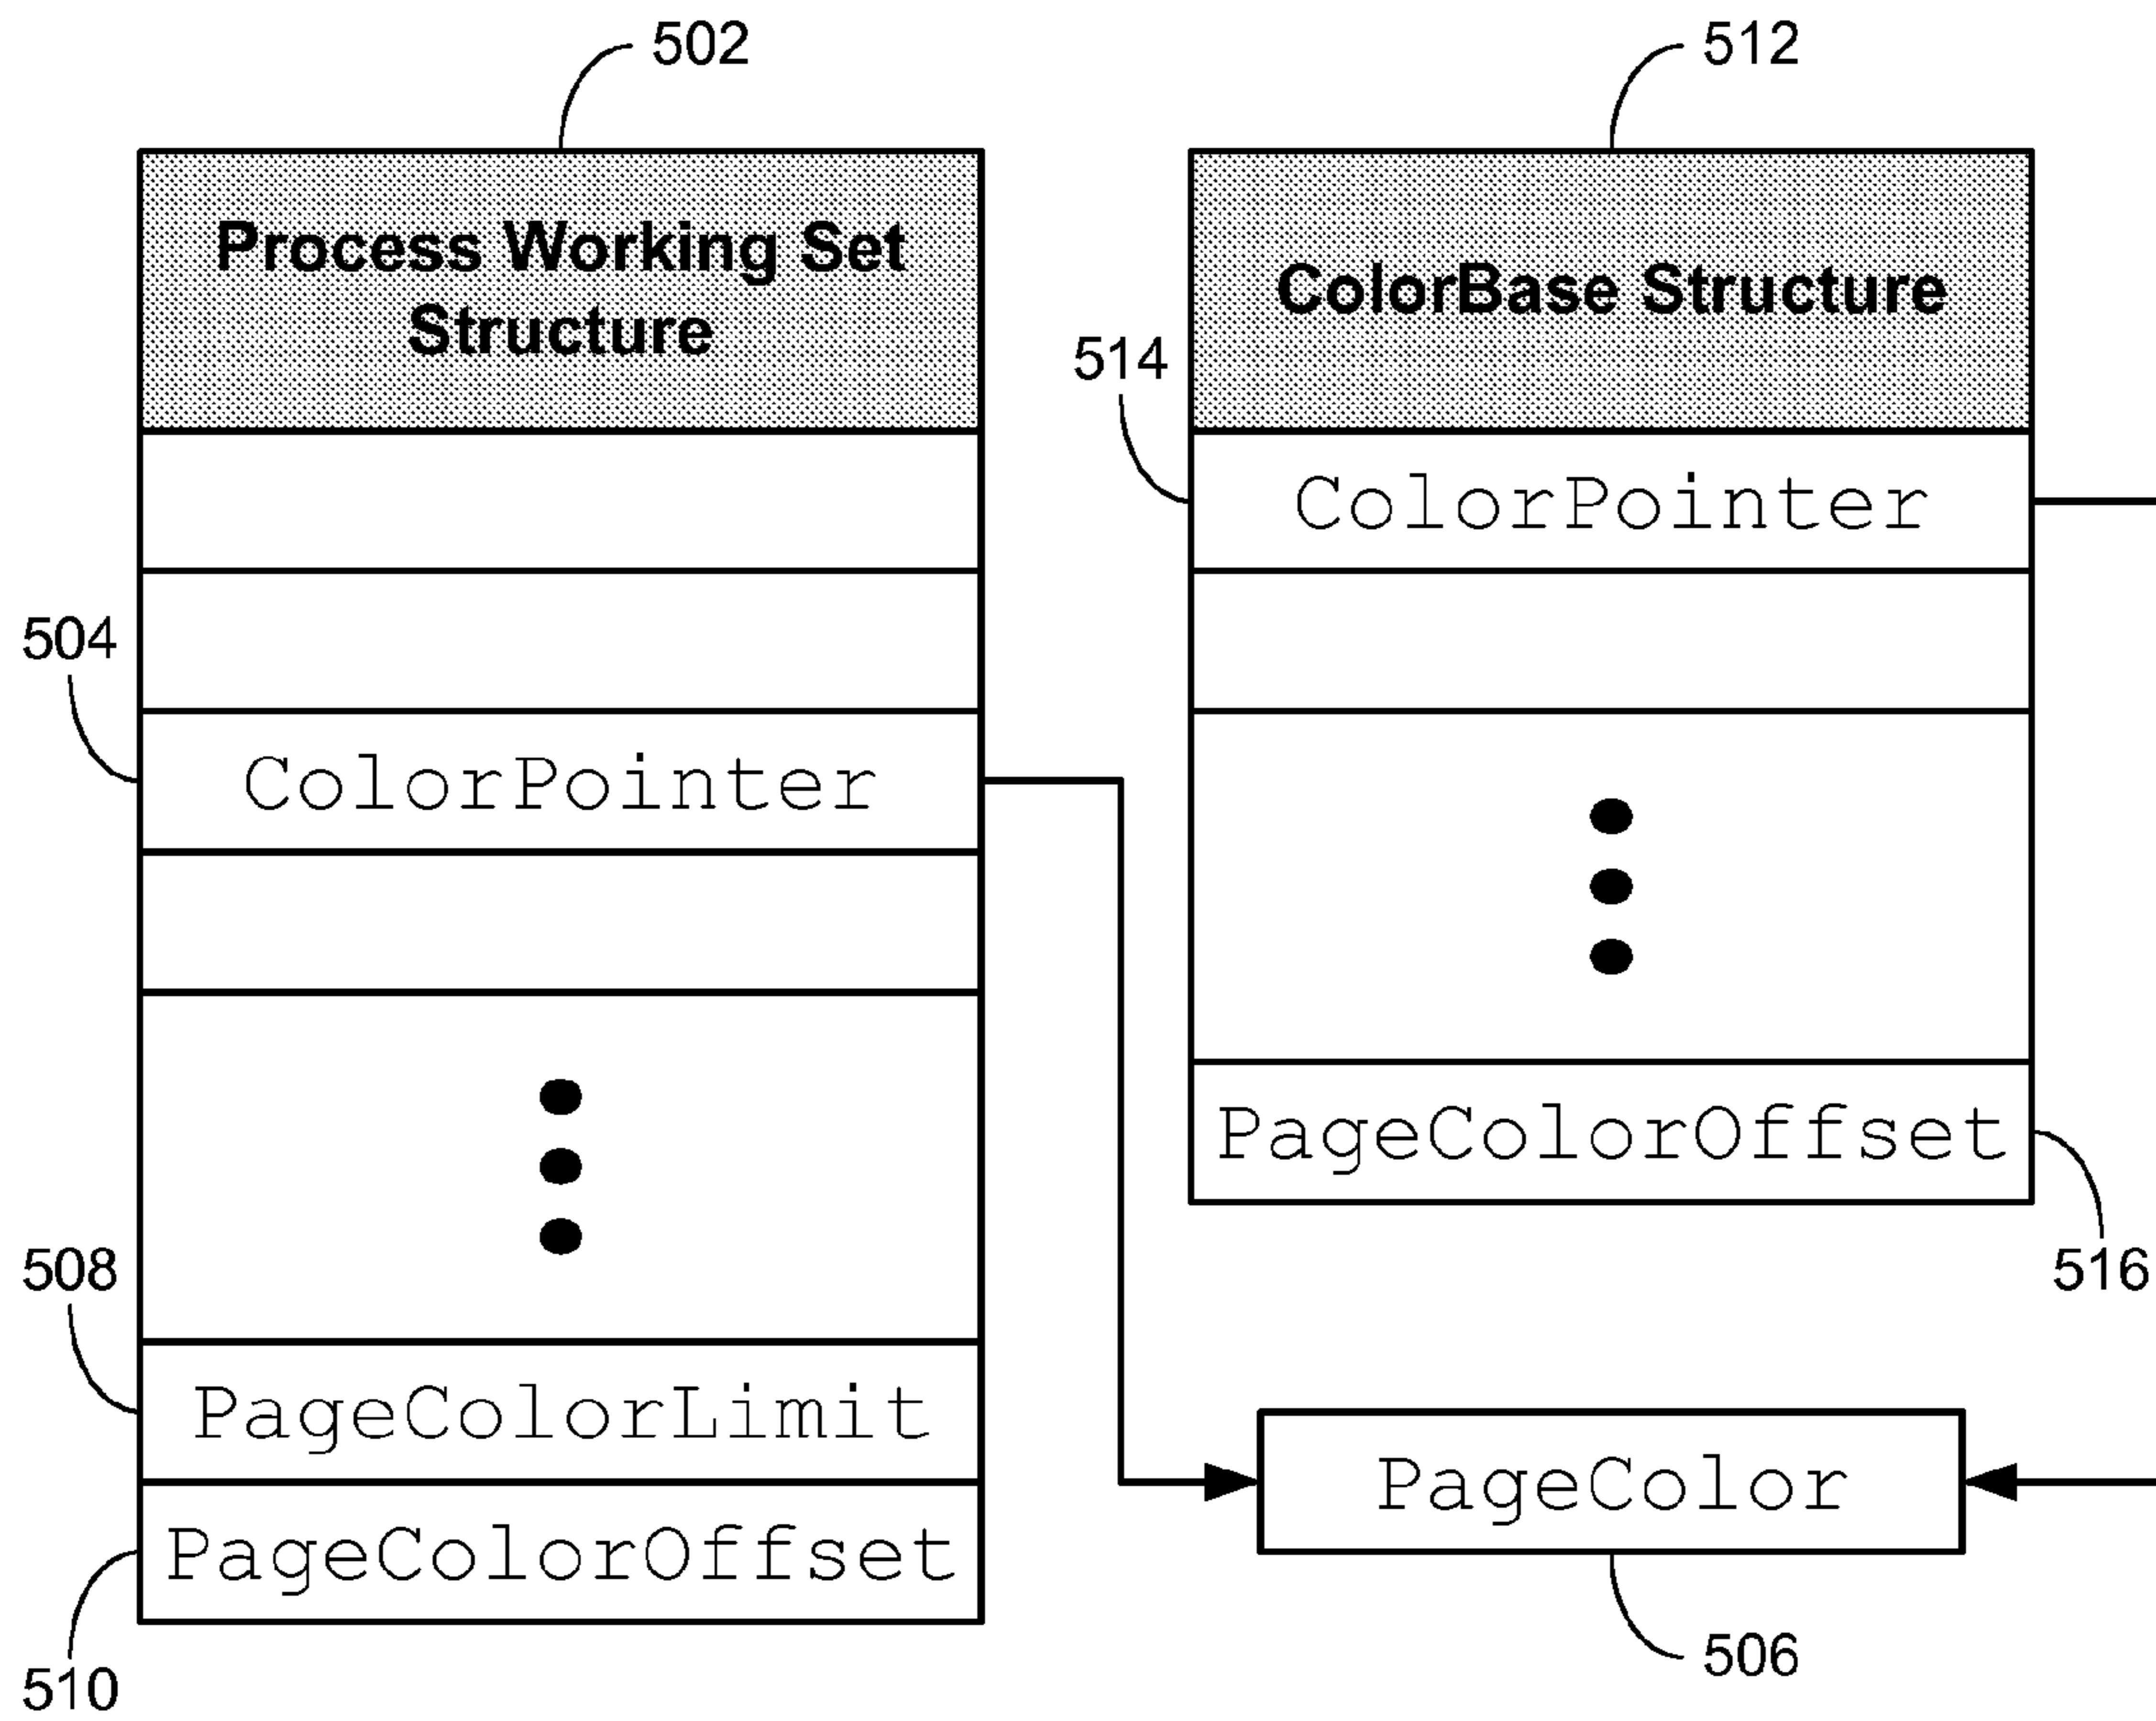 502
Process Working Set
Structure
504
ColorPointer
508
PageColorLimit
PageColorOffset
510
512
ColorBase Structure
514
ColorPointer
PageColorOffset
516
PageColor
506